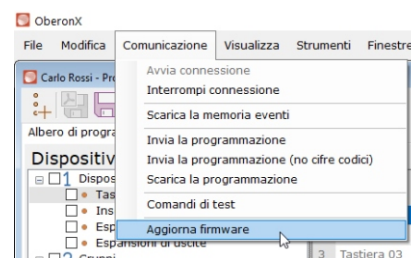 OberonX
File Modifica Comunicazione Visualizza Strumenti Finestre
Carlo Rossi - Pro
Avvia connessione
Interrompi connessione
Scarica la memoria eventi
Albero di progra
Invia la programmazione
Dispositiv
Invia la programmazione (no cifre codici)
1 Dispos
Scarica la programmazione
Tas
Ins
Comandi di test
Esp
Aggiorna firmware
Espansioni di uscite
2 Gruppi
3 Tastiera 03